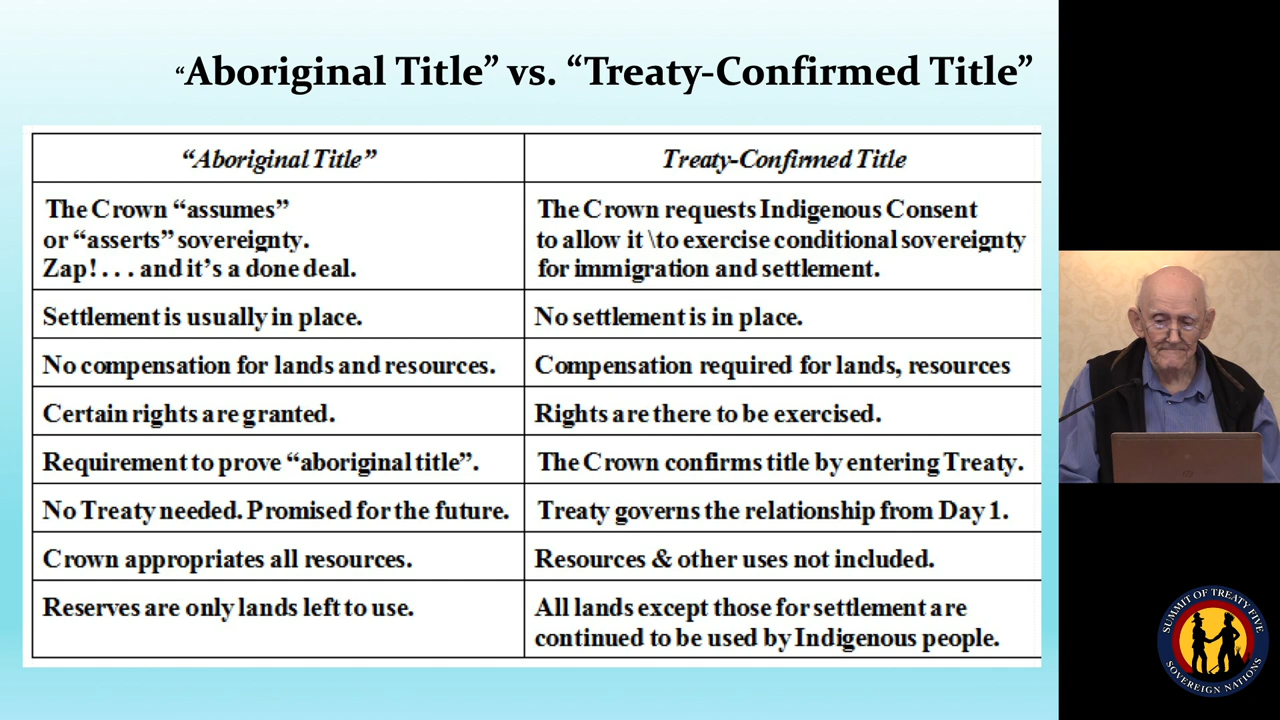 “Aboriginal Title” vs. “Treaty-Confirmed Title”
“Aboriginal Title”
Treaty-Confirmed Title
The Crown “assumes”
or “asserts” sovereignty.
Zap! . . . and it’s a done deal.
The Crown requests Indigenous Consent
to allow it \to exercise conditional sovereignty
for immigration and settlement.
Settlement is usually in place.
No settlement is in place.
No compensation for lands and resources.
Compensation required for lands, resources
Certain rights are granted.
Rights are there to be exercised.
Requirement to prove “aboriginal title”.
The Crown confirms title by entering Treaty.
No Treaty needed. Promised for the future.
Treaty governs the relationship from Day 1.
Crown appropriates all resources.
Resources & other uses not included.
Reserves are only lands left to use.
All lands except those for settlement are
continued to be used by Indigenous people.
SUMMIT OF TREATY FIVE
SOVEREIGN NATIONS